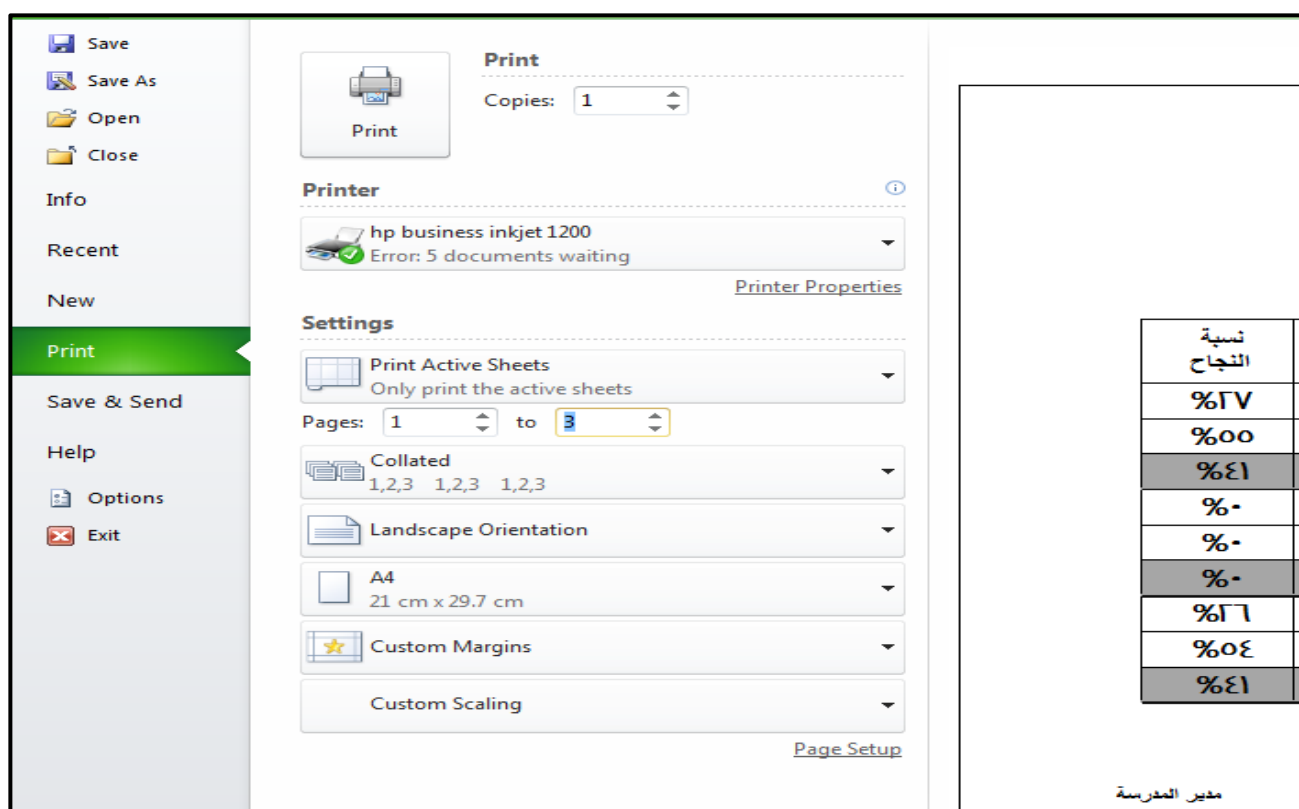 Save
Save As
Open
Close
Info
Recent
New
Print
Save & Send
Help
Options
Exit
Print
Print
Copies: 1
Printer
hp business inkjet 1200
Error: 5 documents waiting
Printer Properties
Settings
Print Active Sheets
Only print the active sheets
Pages: 1 to 3
Collated
1,2,3 1,2,3 1,2,3
Landscape Orientation
A4
21 cm x 29.7 cm
Custom Margins
Custom Scaling
Page Setup
نسبة
النجاح
%٢٧
%٥٥
%٤١
%٠
%٠
%٠
%٢٦
%٥٤
%٤١
مدير المدرسة